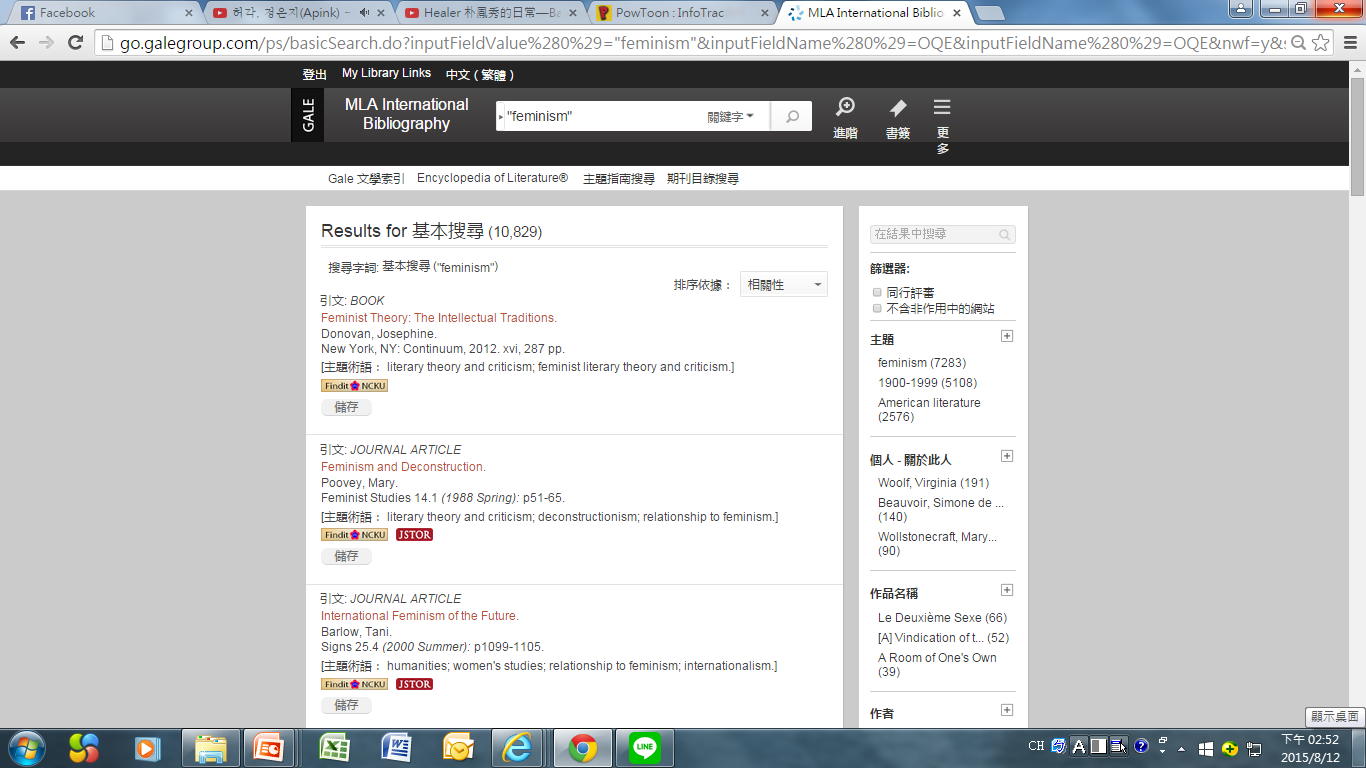 Facebook
허각, 정은지(Apink) -
Healer 朴鳳秀的日常—Ba
PowToon : InfoTrac
MLA International Biblio
go.galegroup.com/ps/basicSearch.do?inputFieldValue%280%29="feminism"&inputFieldName%280%29=OQE&inputFieldName%280%29=OQE&nwf=y&s
登出 My Library Links 中文 ( 繁體 )
GALE
MLA International
Bibliography
"feminism" 關鍵字
進階
書簽
更
多
Gale 文學索引 Encyclopedia of Literature® 主題指南搜尋 期刊目錄搜尋
Results for 基本搜尋 (10,829)
搜尋字詞: 基本搜尋 ("feminism")
排序依據： 相關性
引文: BOOK
Feminist Theory: The Intellectual Traditions.
Donovan, Josephine.
New York, NY: Continuum, 2012. xvi, 287 pp.
[主題術語： literary theory and criticism; feminist literary theory and criticism.]
Findit NCKU
儲存
引文: JOURNAL ARTICLE
Feminism and Deconstruction.
Poovey, Mary.
Feminist Studies 14.1 (1988 Spring): p51-65.
[主題術語： literary theory and criticism; deconstructionism; relationship to feminism.]
Findit NCKU JSTOR
儲存
引文: JOURNAL ARTICLE
International Feminism of the Future.
Barlow, Tani.
Signs 25.4 (2000 Summer): p1099-1105.
[主題術語： humanities; women's studies; relationship to feminism; internationalism.]
Findit NCKU JSTOR
儲存
在結果中搜尋
篩選器:
同行評審
不含非作用中的網站
主題
feminism (7283)
1900-1999 (5108)
American literature
(2576)
個人 - 關於此人
Woolf, Virginia (191)
Beauvoir, Simone de ...
(140)
Wollstonecraft, Mary...
(90)
作品名稱
Le Deuxième Sexe (66)
[A] Vindication of t... (52)
A Room of One's Own
(39)
作者
顯示桌面
LINE
CH
A
下午 02:52
2015/8/12